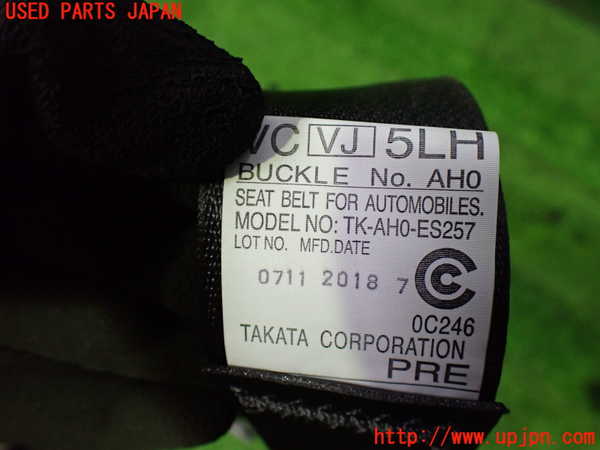 USED PARTS JAPAN
VC VJ 5LH
BUCKLE No. AH0
SEAT BELT FOR AUTOMOBILES.
MODEL NO: TK-AH0-ES257
LOT NO. MFD.DATE
0711 2018 7
C
0C246
TAKATA CORPORATION
PRE
http://www.upjpn.com